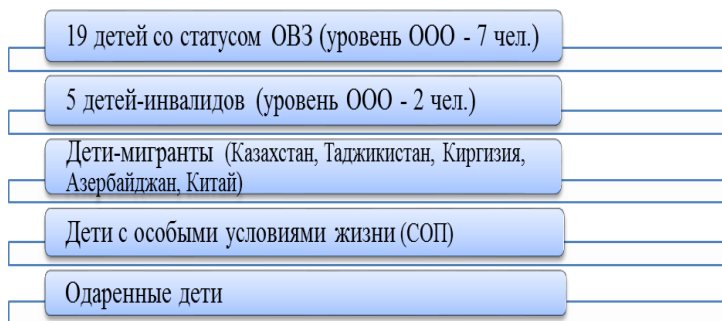 19 детей со статусом ОВЗ (уровень ООО - 7 чел.)
5 детей-инвалидов (уровень ООО - 2 чел.)
Дети-мигранты (Казахстан, Таджикистан, Киргизия,
Азербайджан, Китай)
Дети с особыми условиями жизни (СОП)
Одаренные дети